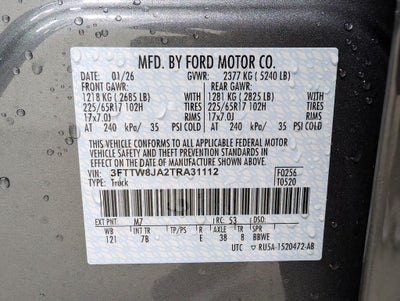 MFD. BY FORD MOTOR CO.
DATE: 01/26 GVWR: 2377 KG ( 5240 LB)
FRONT GAWR: REAR GAWR:
1218 KG ( 2685 LB) WITH 1281 KG ( 2825 LB) WITH
225/65R17 102H TIRES 225/65R17 102H TIRES
17x7.0J RIMS 17x7.0J RIMS
AT 240 kPa/ 35 PSI COLD AT 240 kPa/ 35 PSI COLD
THIS VEHICLE CONFORMS TO ALL APPLICABLE FEDERAL MOTOR
VEHICLE SAFETY, BUMPER, AND THEFT PREVENTION STANDARDS
IN EFFECT ON THE DATE OF MANUFACTURE SHOWN ABOVE.
VIN: 3FTTW8JA2TRA31112 F0256
TYPE: Truck T0520
EXT PNT: M7 RC: 53 DSO:
WB INT TR TP/PS R AXLE TR SPR
121 7B E 38 8 BBWE
UTC RU5A-1520472-AB